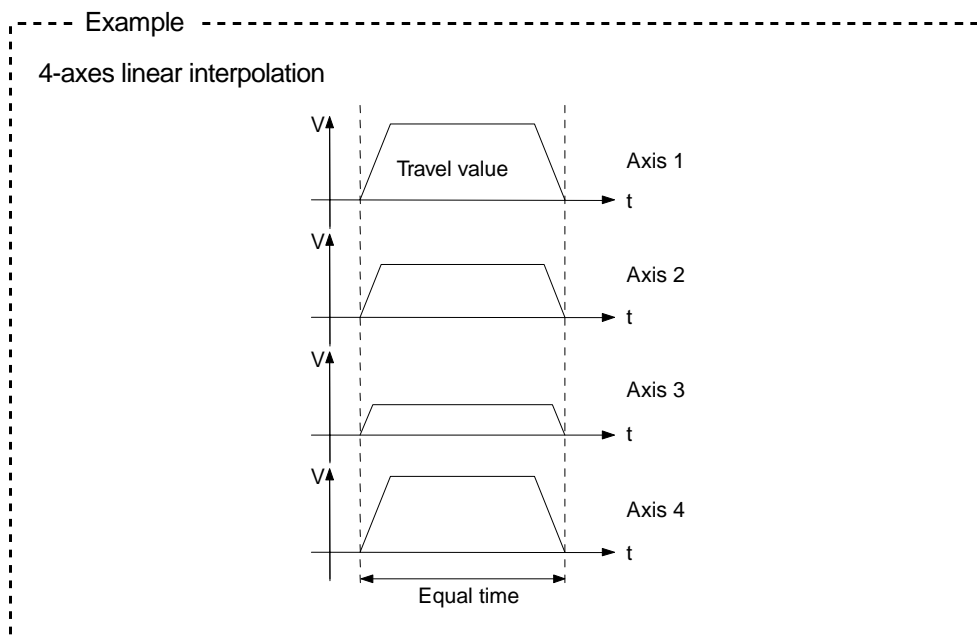 Example
4-axes linear interpolation
V
Travel value
Axis 1
t
V
Axis 2
t
V
Axis 3
t
V
Axis 4
t
Equal time